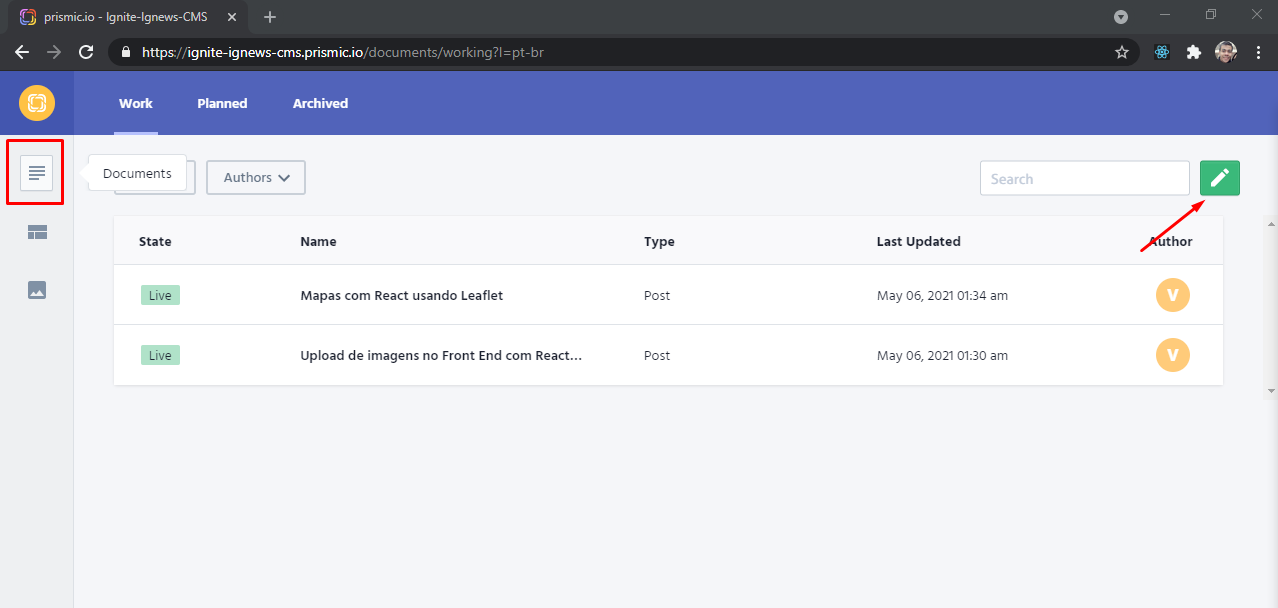 prismic.io - Ignite-Ignews-CMS
https://ignite-ignews-cms.prismic.io/documents/working?l=pt-br
Work Planned Archived
Documents Authors Search
State Name Type Last Updated Author
Live Mapas com React usando Leaflet Post May 06, 2021 01:34 am V
Live Upload de imagens no Front End com React... Post May 06, 2021 01:30 am V